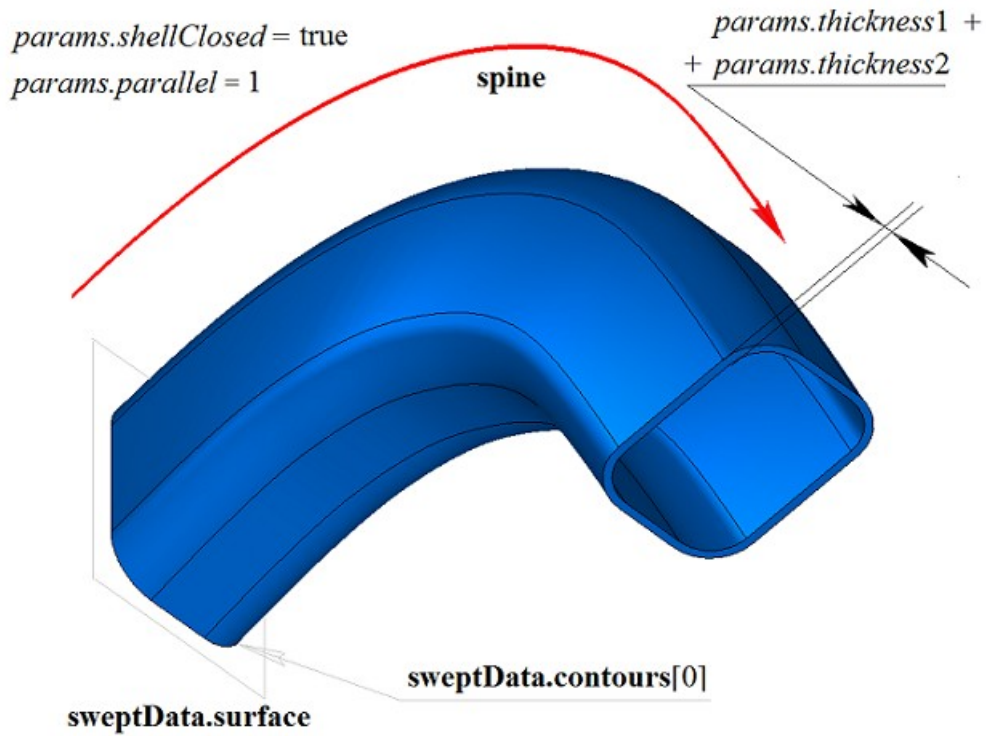 params.shellClosed = true
params.parallel = 1
spine
params.thickness1 +
+ params.thickness2
sweptData.contours[0]
sweptData.surface